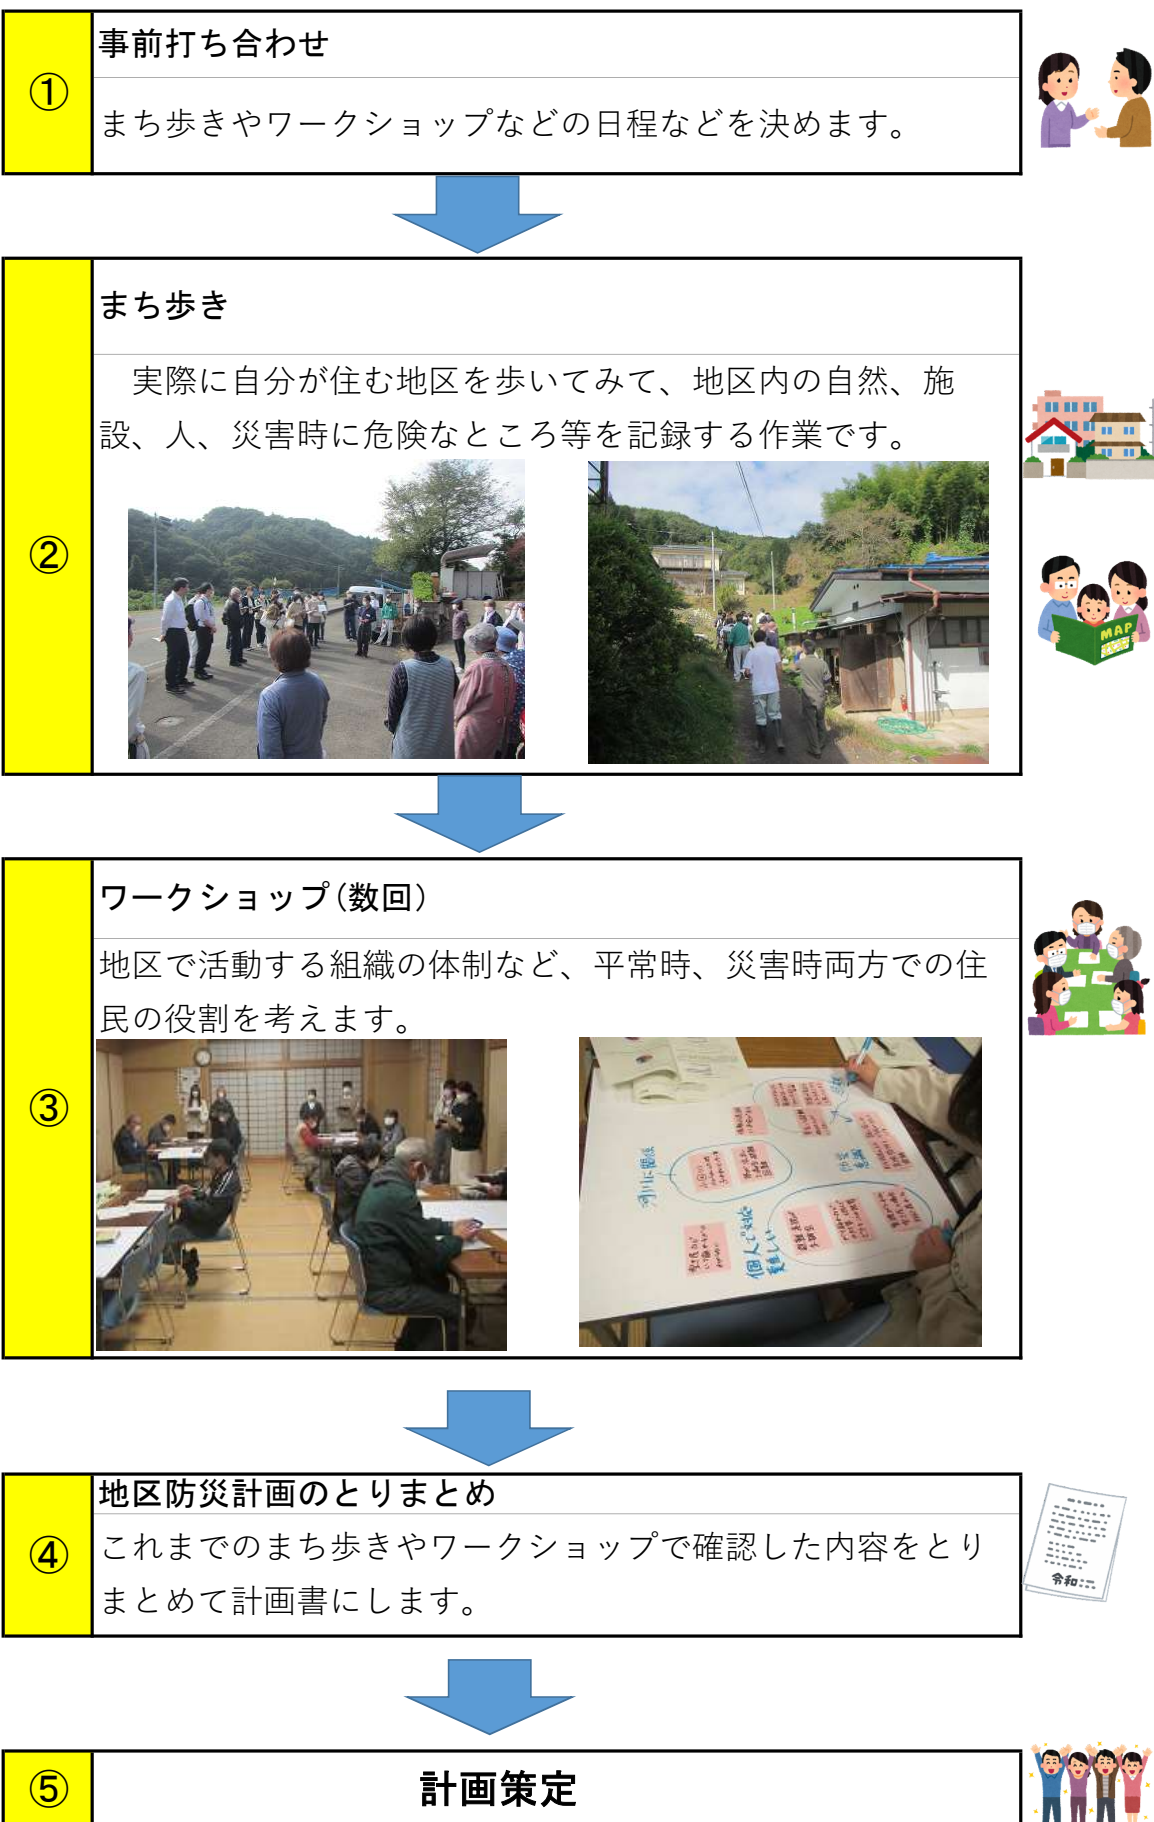 ①
事前打ち合わせ
まち歩きやワークショップなどの日程などを決めます。
②
まち歩き
実際に自分が住む地区を歩いてみて、地区内の自然、施
設、人、災害時に危険なところ等を記録する作業です。
MAP
③
ワークショップ(数回)
地区で活動する組織の体制など、平常時、災害時両方での住
民の役割を考えます。
河川に関係
個人で対応
難しい
④
地区防災計画のとりまとめ
これまでのまち歩きやワークショップで確認した内容をとり
まとめて計画書にします。
令和
⑤
計画策定